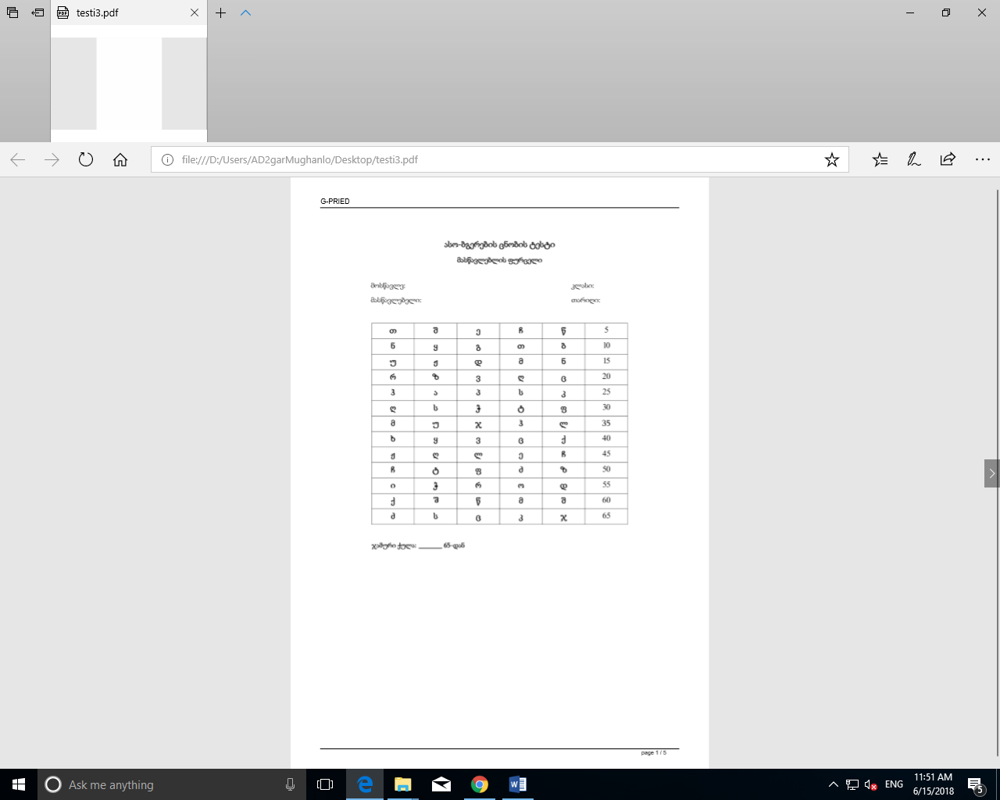 testi3.pdf
file:///D:/Users/AD2garMughanlo/Desktop/testi3.pdf
G-PRIED
ასო-ბგერების ცნობის ტესტი
მასწავლებლის ფურცელი
მოსწავლე: კლასი:
მასწავლებელი: თარიღი:
თ შ ე ჩ წ 5
ნ ყ გ თ ბ 10
უ ჟ დ მ ნ 15
რ ზ ვ ღ ც 20
ჰ ა პ ს კ 25
ღ ს ჭ ტ ფ 30
მ უ ჯ ჰ ლ 35
ხ ყ ვ ც ქ 40
ჟ ღ ლ ე ჩ 45
ჩ ტ ფ ძ ზ 50
ი ჭ რ ო დ 55
ქ შ წ მ შ 60
ძ ს ც კ ჯ 65
ჯამური ქულა: ______ 65-დან
page 1 / 5
Ask me anything
ENG
11:51 AM
6/15/2018
5